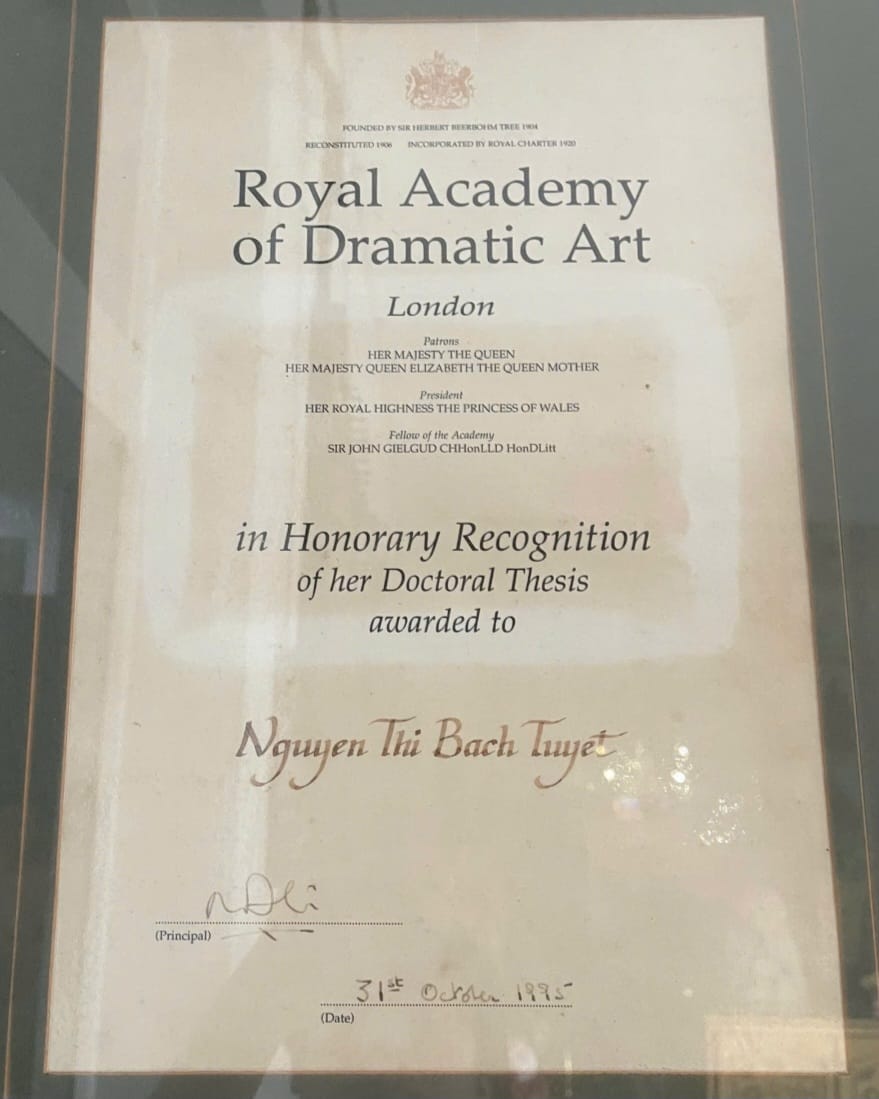 FOUNDED BY SIR HERBERT BEERBOHM TREE 1904
RECONSTITUTED 1906 INCORPORATED BY ROYAL CHARTER 1920
Royal Academy
of Dramatic Art
London
Patrons
HER MAJESTY THE QUEEN
HER MAJESTY QUEEN ELIZABETH THE QUEEN MOTHER
President
HER ROYAL HIGHNESS THE PRINCESS OF WALES
Fellow of the Academy
SIR JOHN GIELGUD CHHonLLD HonDLitt
in Honorary Recognition
of her Doctoral Thesis
awarded to
Nguyen Thi Bach Tuyet
(Principal)
31st October 1995
(Date)